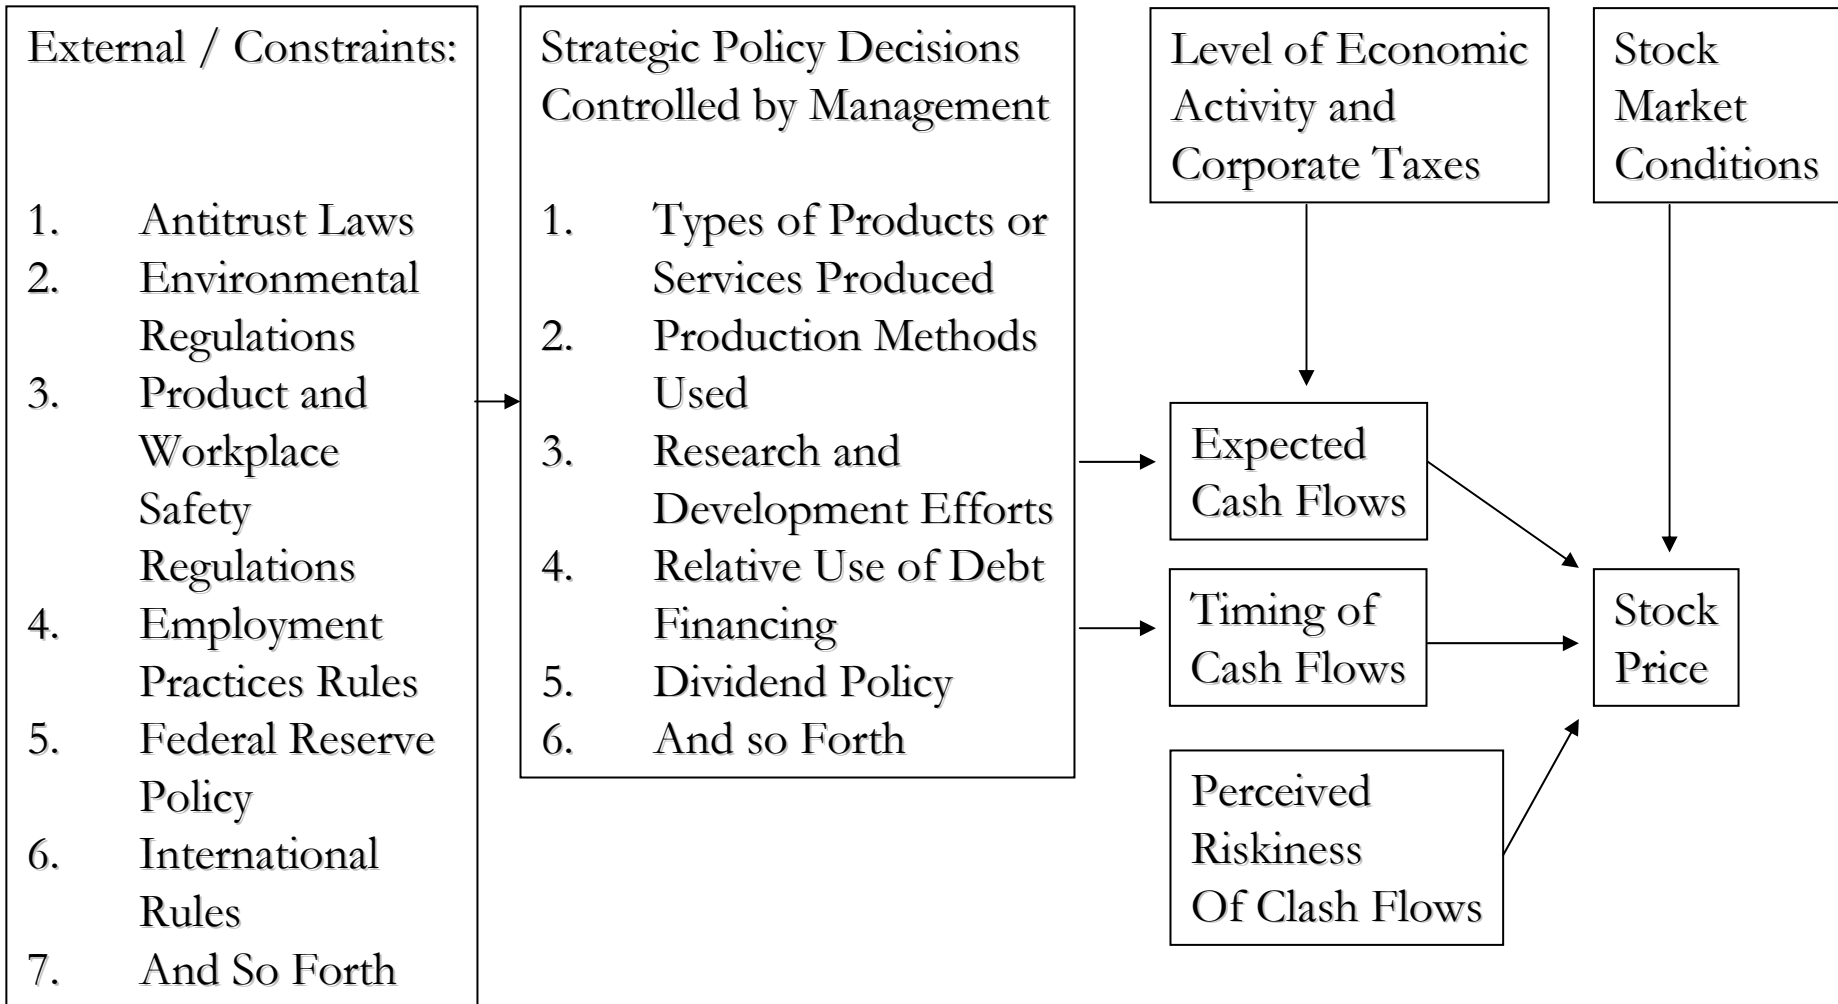 External / Constraints:
1. Antitrust Laws
2. Environmental
Regulations
3. Product and
Workplace
Safety
Regulations
4. Employment
Practices Rules
5. Federal Reserve
Policy
6. International
Rules
7. And So Forth
Strategic Policy Decisions
Controlled by Management
1. Types of Products or
Services Produced
2. Production Methods
Used
3. Research and
Development Efforts
4. Relative Use of Debt
Financing
5. Dividend Policy
6. And so Forth
Level of Economic
Activity and
Corporate Taxes
Stock
Market
Conditions
Expected
Cash Flows
Timing of
Cash Flows
Perceived
Riskiness
Of Clash Flows
Stock
Price